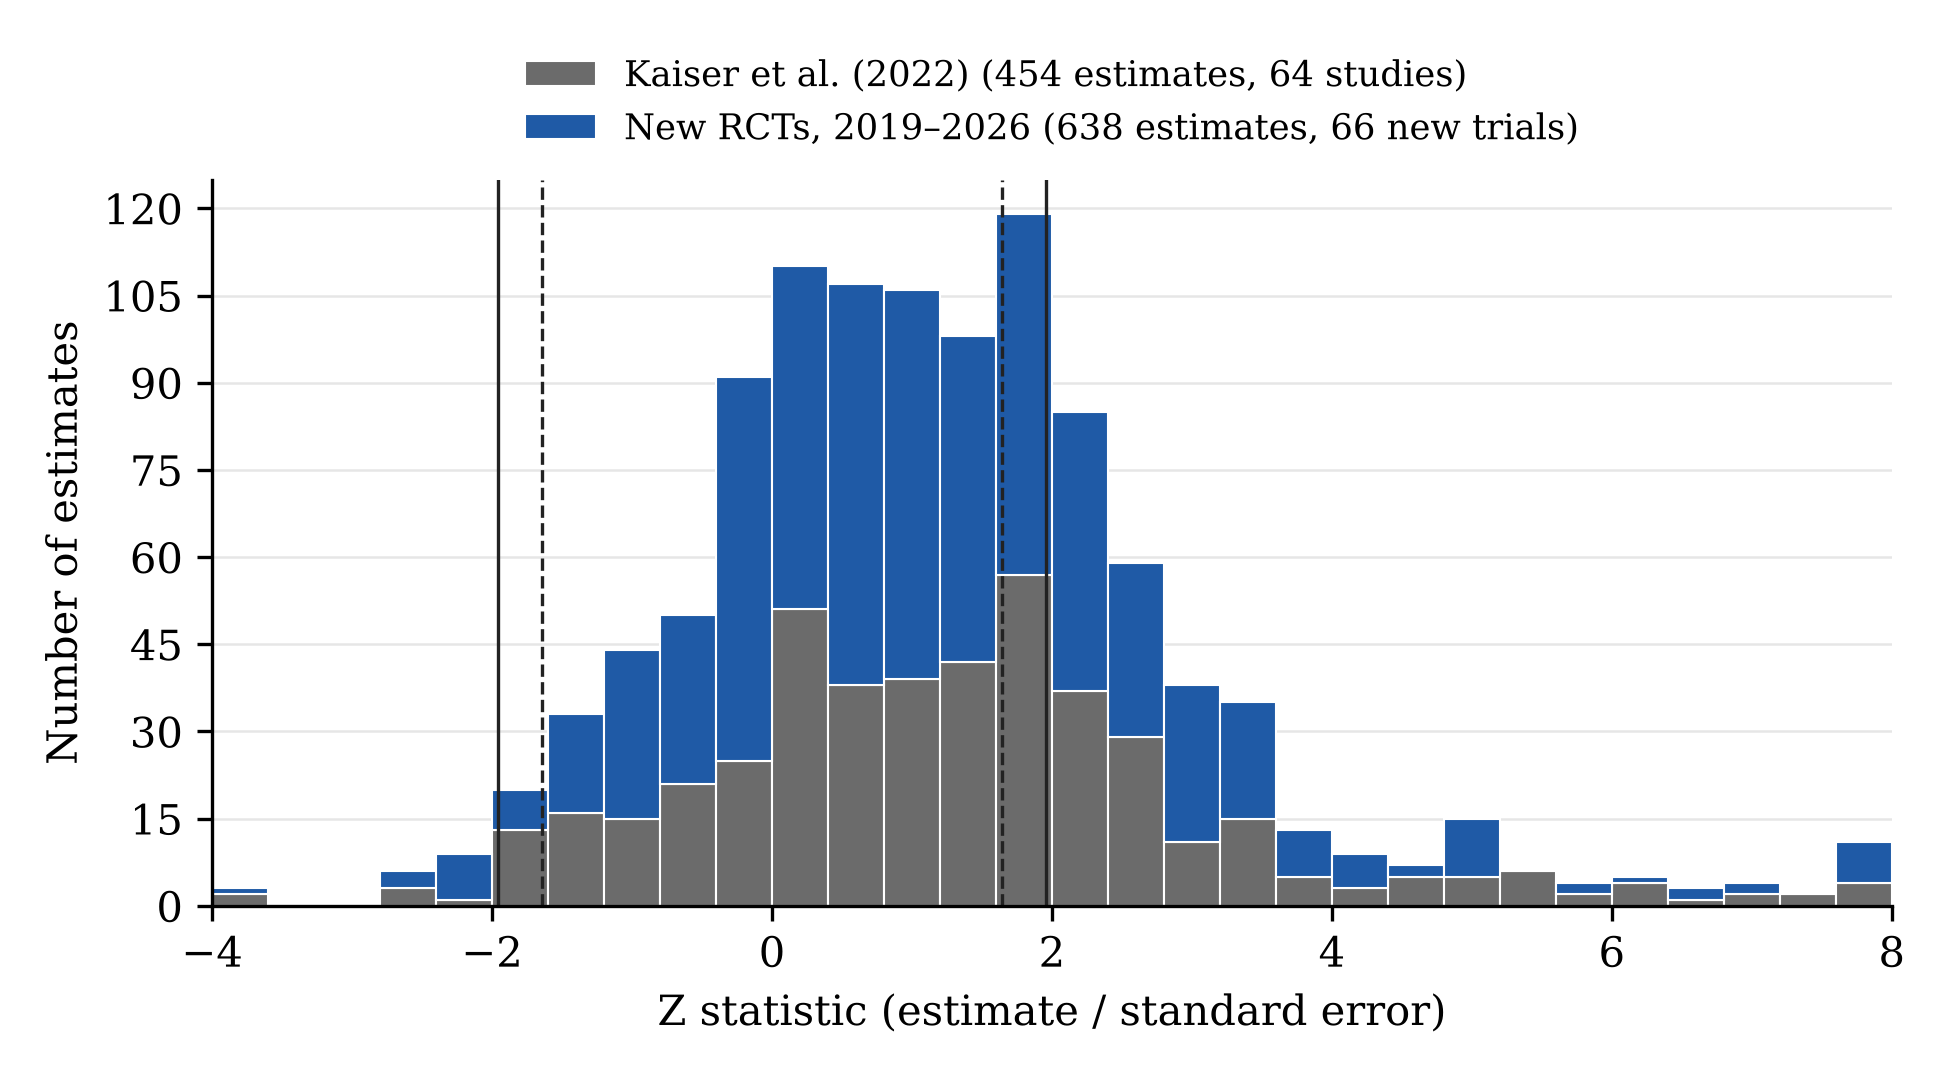 Kaiser et al. (2022) (454 estimates, 64 studies)
New RCTs, 2019–2026 (638 estimates, 66 new trials)
Number of estimates
120
105
90
75
60
45
30
15
0
−4 −2 0 2 4 6 8
Z statistic (estimate / standard error)